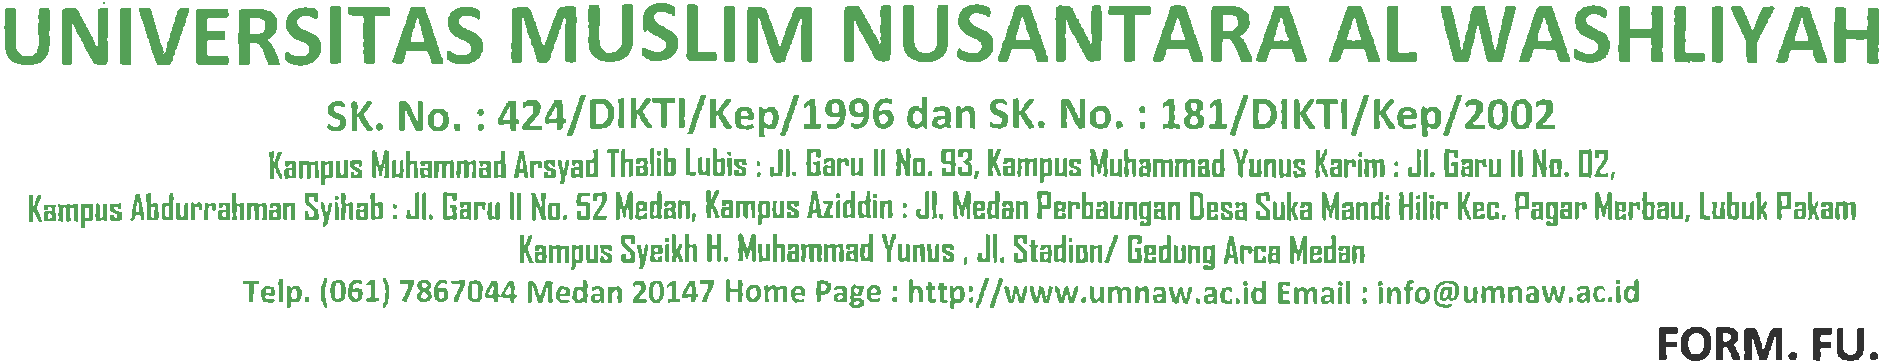 UNIVERSITAS MUSLIM NUSANTARA AL WASHLIYAH
SK. No. : 424/DIKTI/Kep/1996 dan SK. No. : 181/DIKTI/Kep/2002
Kampus Muhammad Arsyad Thalib Lubis : Jl. Garu II No. 93, Kampus Muhammad Yunus Karim : Jl. Garu II No. 02,
Kampus Abdurrahman Syihab : Jl. Garu II No. 52 Medan, Kampus Aziddin : Jl. Medan Perbaungan Desa Suka Mandi Hilir Kec. Pagar Merbau, Lubuk Pakam
Kampus Syeikh H. Muhammad Yunus , Jl. Stadion/ Gedung Arca Medan
Telp. (061) 7867044 Medan 20147 Home Page : http://www.umnaw.ac.id Email : info@umnaw.ac.id
FORM. FU.